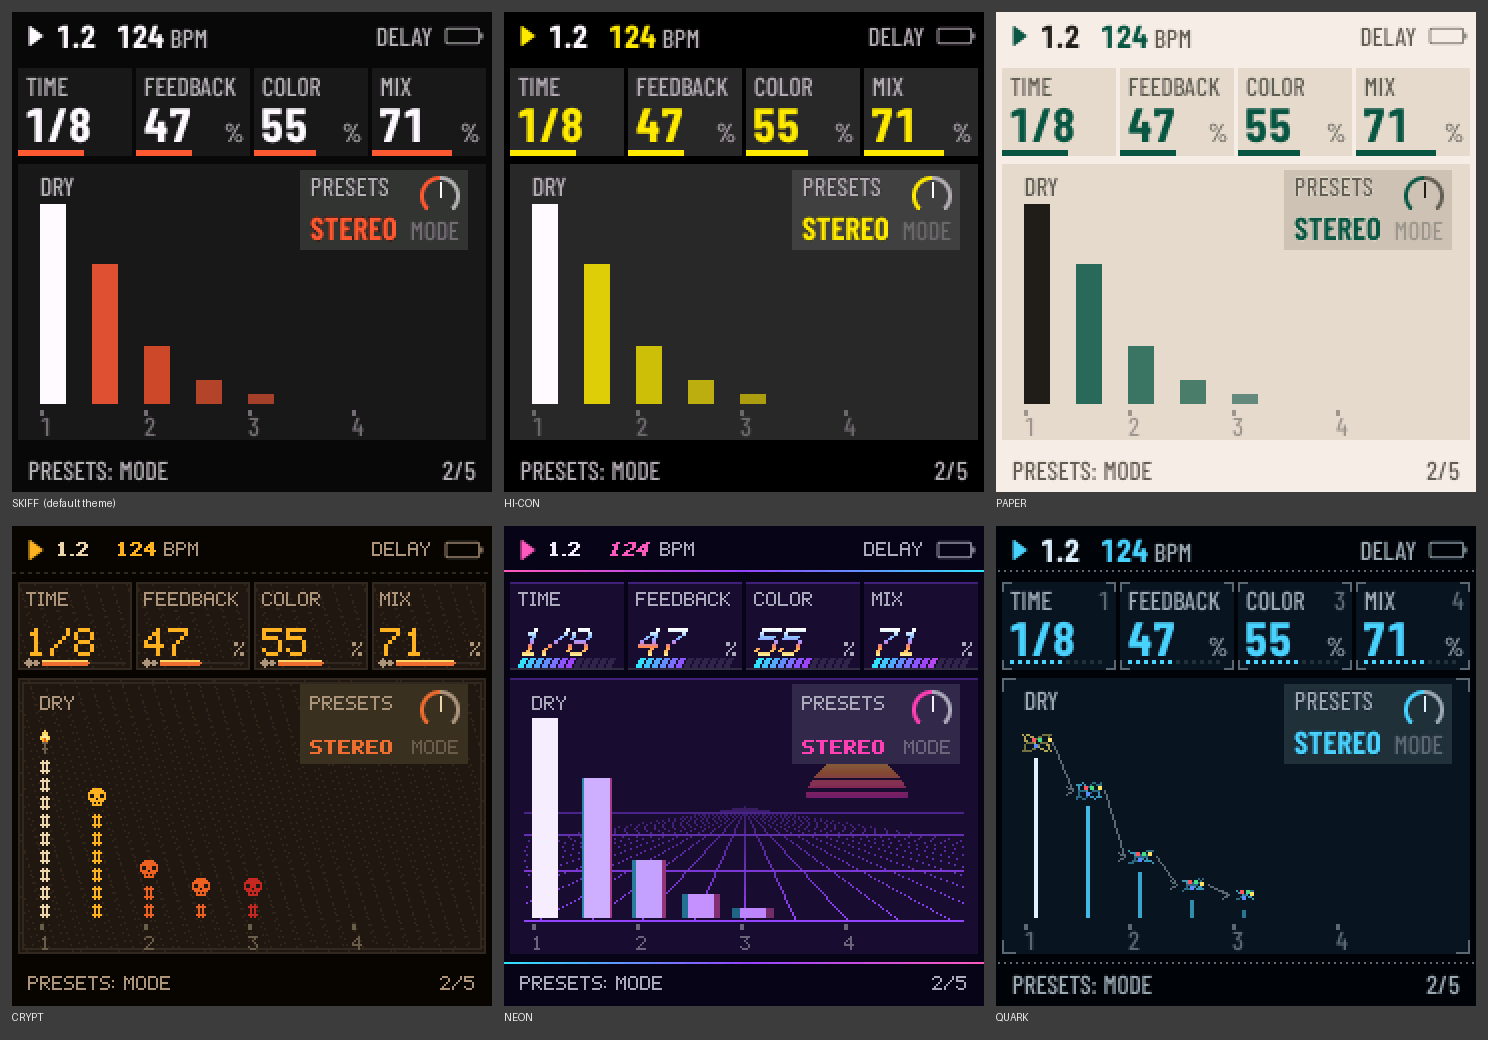 1.2 124 BPM DELAY
TIME FEEDBACK COLOR MIX
1/8 47 % 55 % 71 %
DRY PRESETS
STEREO MODE
1 2 3 4
PRESETS: MODE 2/5
SKIFF (default theme)
1.2 124 BPM DELAY
TIME FEEDBACK COLOR MIX
1/8 47 % 55 % 71 %
DRY PRESETS
STEREO MODE
1 2 3 4
PRESETS: MODE 2/5
HI-CON
1.2 124 BPM DELAY
TIME FEEDBACK COLOR MIX
1/8 47 % 55 % 71 %
DRY PRESETS
STEREO MODE
1 2 3 4
PRESETS: MODE 2/5
PAPER
1.2 124 BPM DELAY
TIME FEEDBACK COLOR MIX
1/8 47 % 55 % 71 %
DRY PRESETS
STEREO MODE
1 2 3 4
PRESETS: MODE 2/5
CRYPT
1.2 124 BPM DELAY
TIME FEEDBACK COLOR MIX
1/8 47 % 55 % 71 %
DRY PRESETS
STEREO MODE
1 2 3 4
PRESETS: MODE 2/5
NEON
1.2 124 BPM DELAY
TIME 1 FEEDBACK COLOR 3 MIX 4
1/8 47 % 55 % 71 %
DRY PRESETS
STEREO MODE
1 2 3 4
PRESETS: MODE 2/5
QUARK